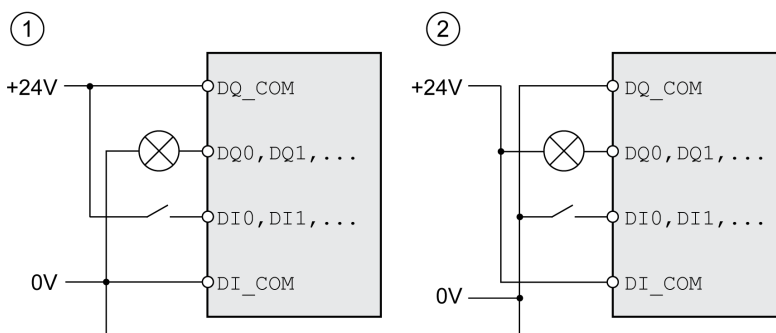 1
+24V
DQ_COM
DQ0,DQ1,...
DI0,DI1,...
0V
DI_COM
2
+24V
DQ_COM
DQ0,DQ1,...
DI0,DI1,...
DI_COM
0V